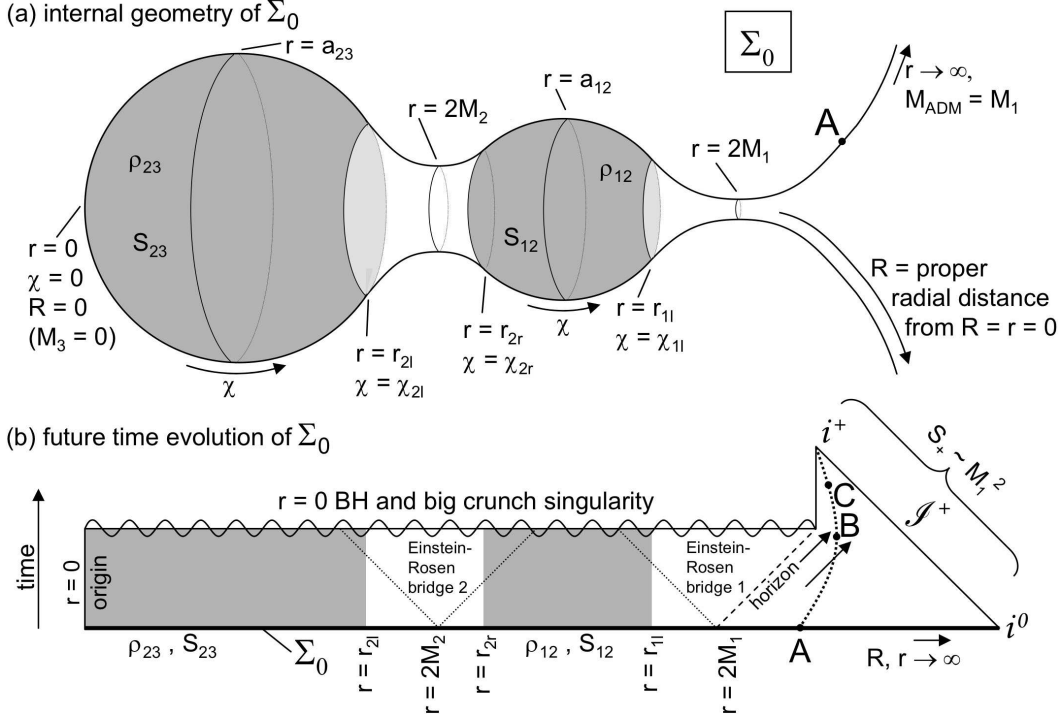 (a) internal geometry of Σ₀
r = a₂₃
Σ₀
r → ∞,
M_ADM = M₁
r = a₁₂
A
r = 2M₂
r = 2M₁
ρ₂₃
ρ₁₂
S₂₃
S₁₂
r = 0
χ = 0
R = 0
(M₃ = 0)
R = proper
radial distance
from R = r = 0
χ
r = r₂ₗ
χ = χ₂ₗ
r = r₂ᵣ
χ = χ₂ᵣ
χ
r = r₁ₗ
χ = χ₁ₗ
(b) future time evolution of Σ₀
i⁺
S₊ ~ M₁²
r = 0 BH and big crunch singularity
C
B
ℐ⁺
time
r = 0
origin
Einstein-
Rosen
bridge 2
Einstein-
Rosen
bridge 1
horizon
A
i⁰
ρ₂₃ , S₂₃
Σ₀
r = r₂ₗ
r = 2M₂
r = r₂ᵣ
ρ₁₂ , S₁₂
r = r₁ₗ
r = 2M₁
R, r → ∞